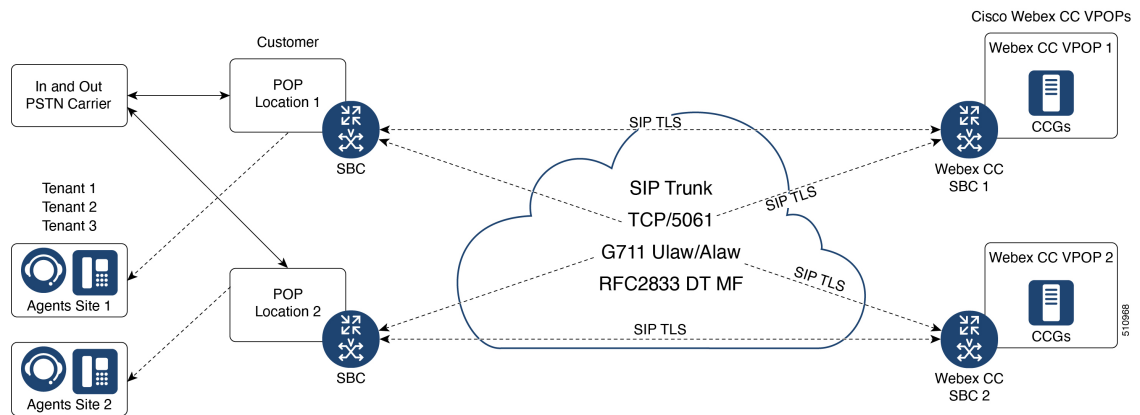 Cisco Webex CC VPOPs
Customer
Webex CC VPOP 1
In and Out
PSTN Carrier
POP
Location 1
CCGs
SIP TLS
SBC
Webex CC
SBC 1
Tenant 1
Tenant 2
Tenant 3
SIP Trunk
SIP TLS
TCP/5061
G711 Ulaw/Alaw
RFC2833 DT MF
SIP TLS
Agents Site 1
POP
Location 2
Webex CC VPOP 2
CCGs
SIP TLS
SBC
Webex CC
SBC 2
Agents Site 2
510968